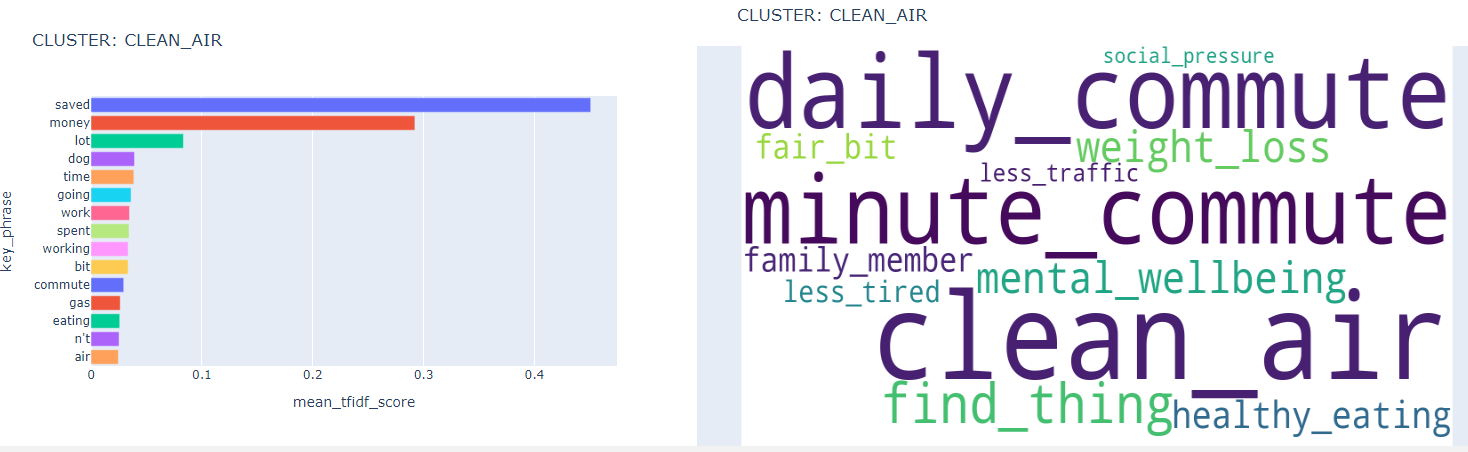 CLUSTER: CLEAN_AIR
key_phrase
saved
money
lot
dog
time
going
work
spent
working
bit
commute
gas
eating
n't
air
0 0.1 0.2 0.3 0.4
mean_tfidf_score
CLUSTER: CLEAN_AIR
social_pressure
daily_commute
fair_bit
weight_loss
less_traffic
minute_commute
family_member
less_tired
mental_wellbeing
clean_air
find_thing
healthy_eating